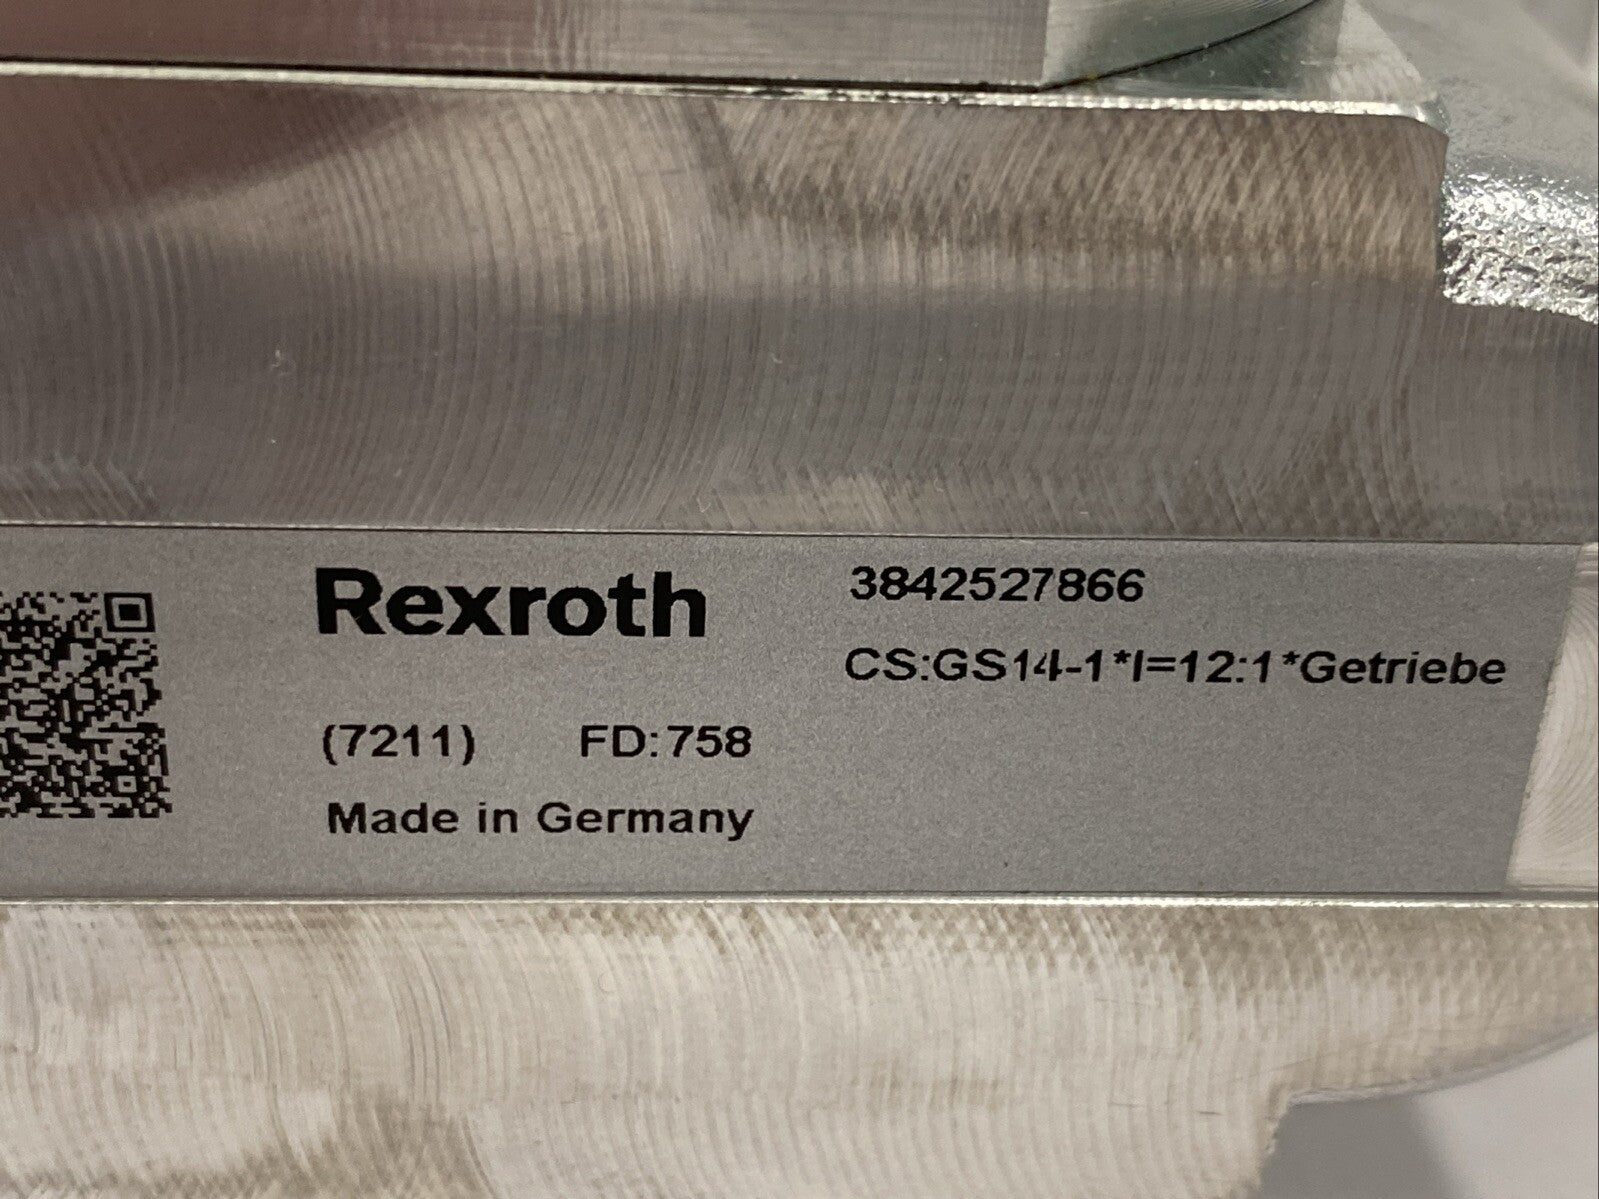 Rexroth
3842527866
CS:GS14-1*I=12:1*Getriebe
(7211) FD:758
Made in Germany